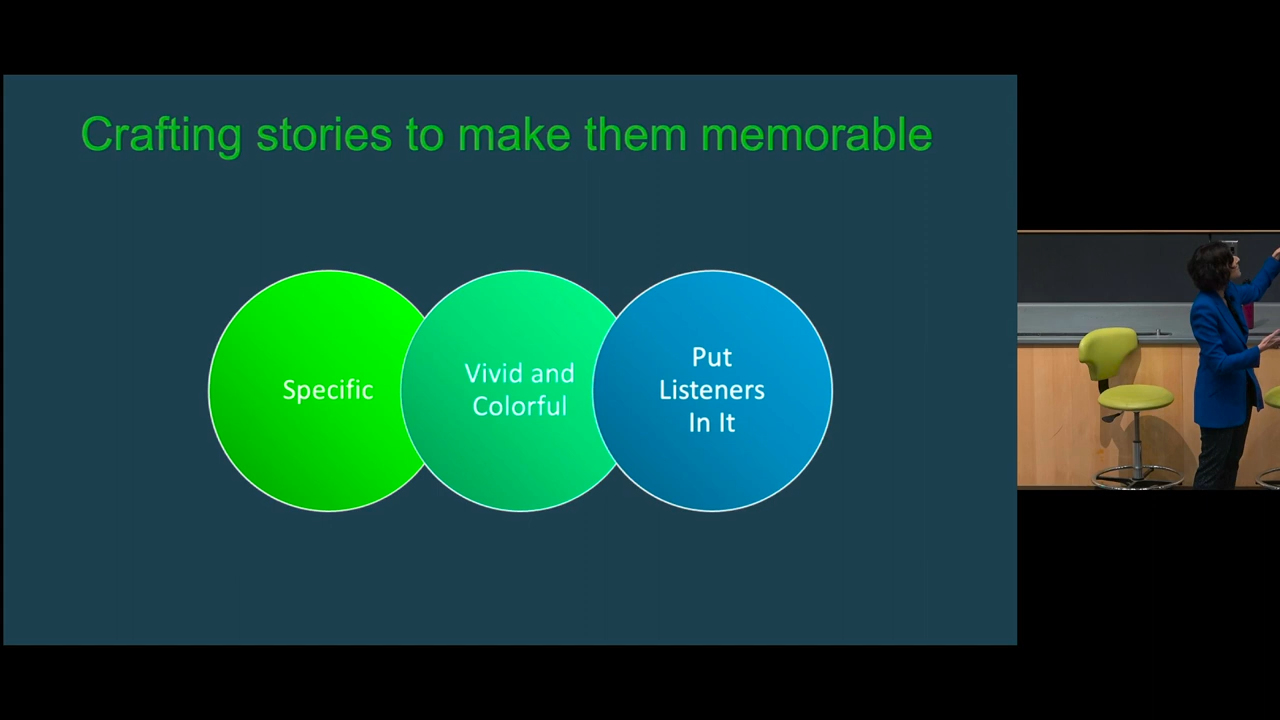 Crafting stories to make them memorable
Specific
Vivid and
Colorful
Put
Listeners
In It